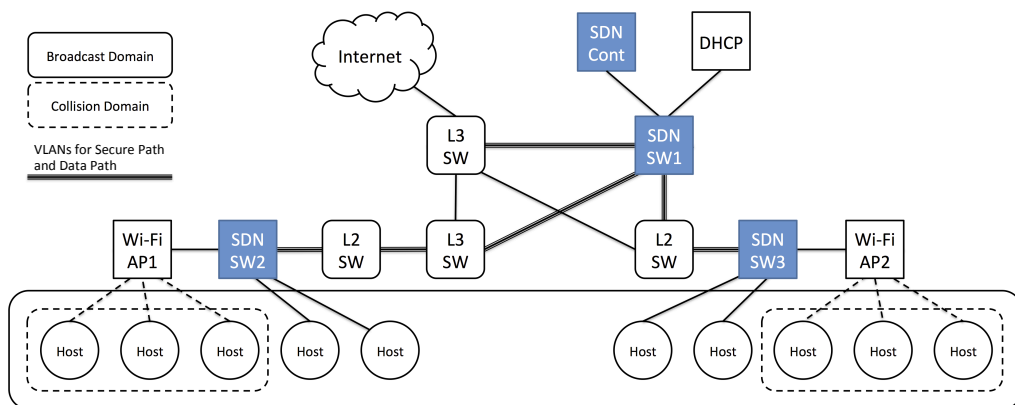 Broadcast Domain
Collision Domain
VLANs for Secure Path
and Data Path
Internet
SDN
Cont
DHCP
L3
SW
SDN
SW1
Wi-Fi
AP1
SDN
SW2
L2
SW
L3
SW
L2
SW
SDN
SW3
Wi-Fi
AP2
Host
Host
Host
Host
Host
Host
Host
Host
Host
Host